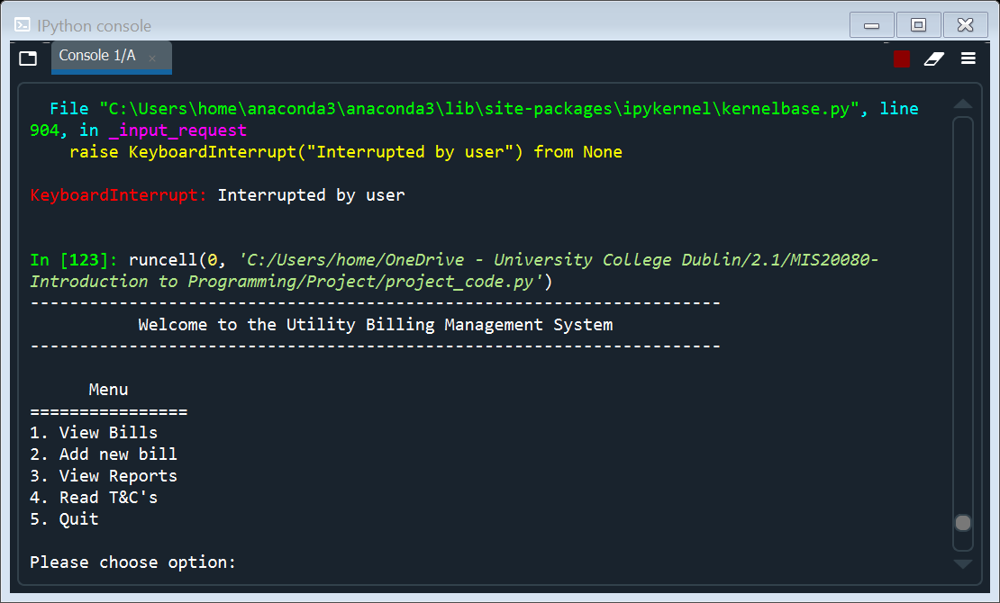 IPython console
Console 1/A
File "C:\Users\home\anaconda3\anaconda3\lib\site-packages\ipykernel\kernelbase.py", line
904, in _input_request
raise KeyboardInterrupt("Interrupted by user") from None
KeyboardInterrupt: Interrupted by user
In [123]: runcell(0, 'C:/Users/home/OneDrive - University College Dublin/2.1/MIS20080-
Introduction to Programming/Project/project_code.py')
----------------------------------------------------------------------
Welcome to the Utility Billing Management System
----------------------------------------------------------------------
Menu
================
1. View Bills
2. Add new bill
3. View Reports
4. Read T&C's
5. Quit
Please choose option: